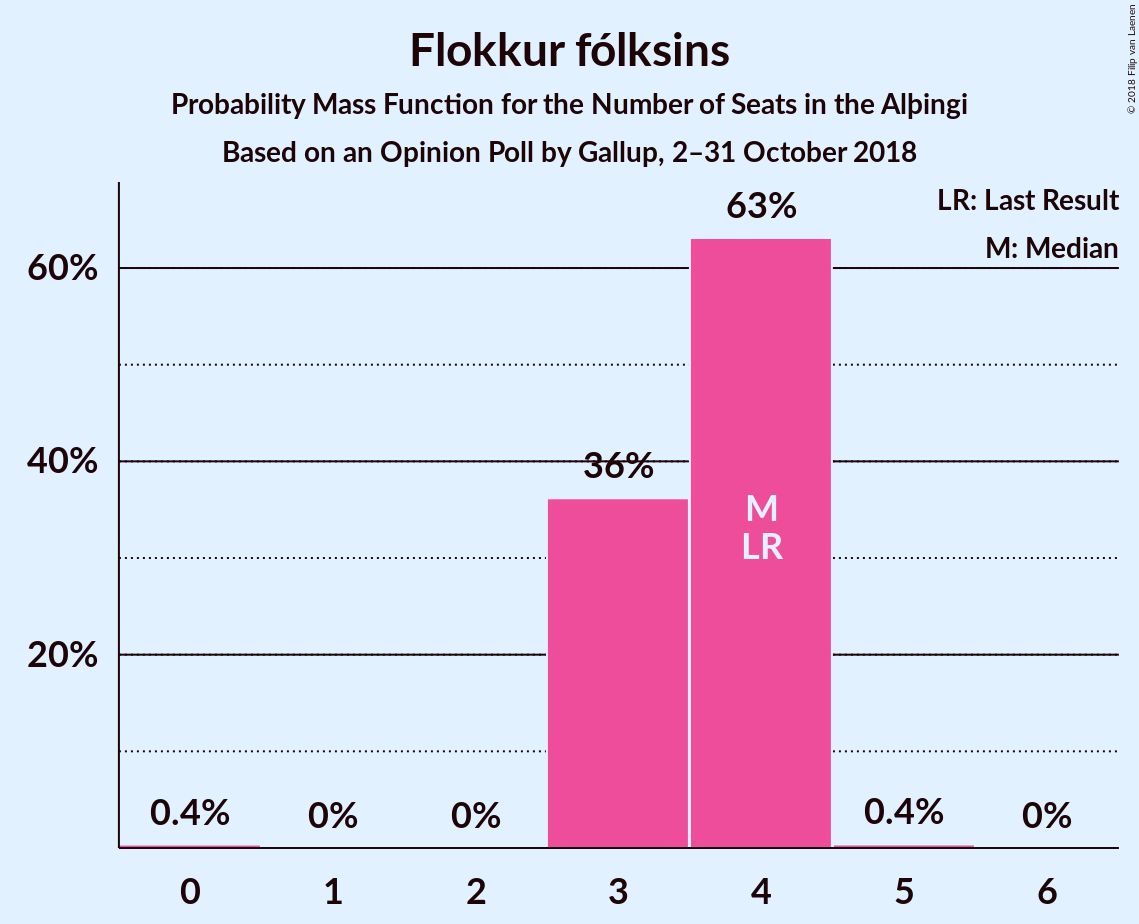 Flokkur fólksins
Probability Mass Function for the Number of Seats in the Alþingi
Based on an Opinion Poll by Gallup, 2–31 October 2018
© 2018 Filip van Laenen
LR: Last Result
M: Median
60%
40%
20%
0.4%
0%
0%
36%
63%
M
LR
0.4%
0%
0 1 2 3 4 5 6